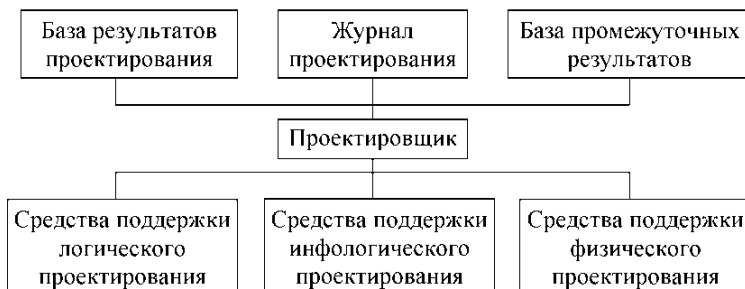 База результатов
проектирования
Журнал
проектирования
База промежуточных
результатов
Проектировщик
Средства поддержки
логического
проектирования
Средства поддержки
инфологического
проектирования
Средства поддержки
физического
проектирования